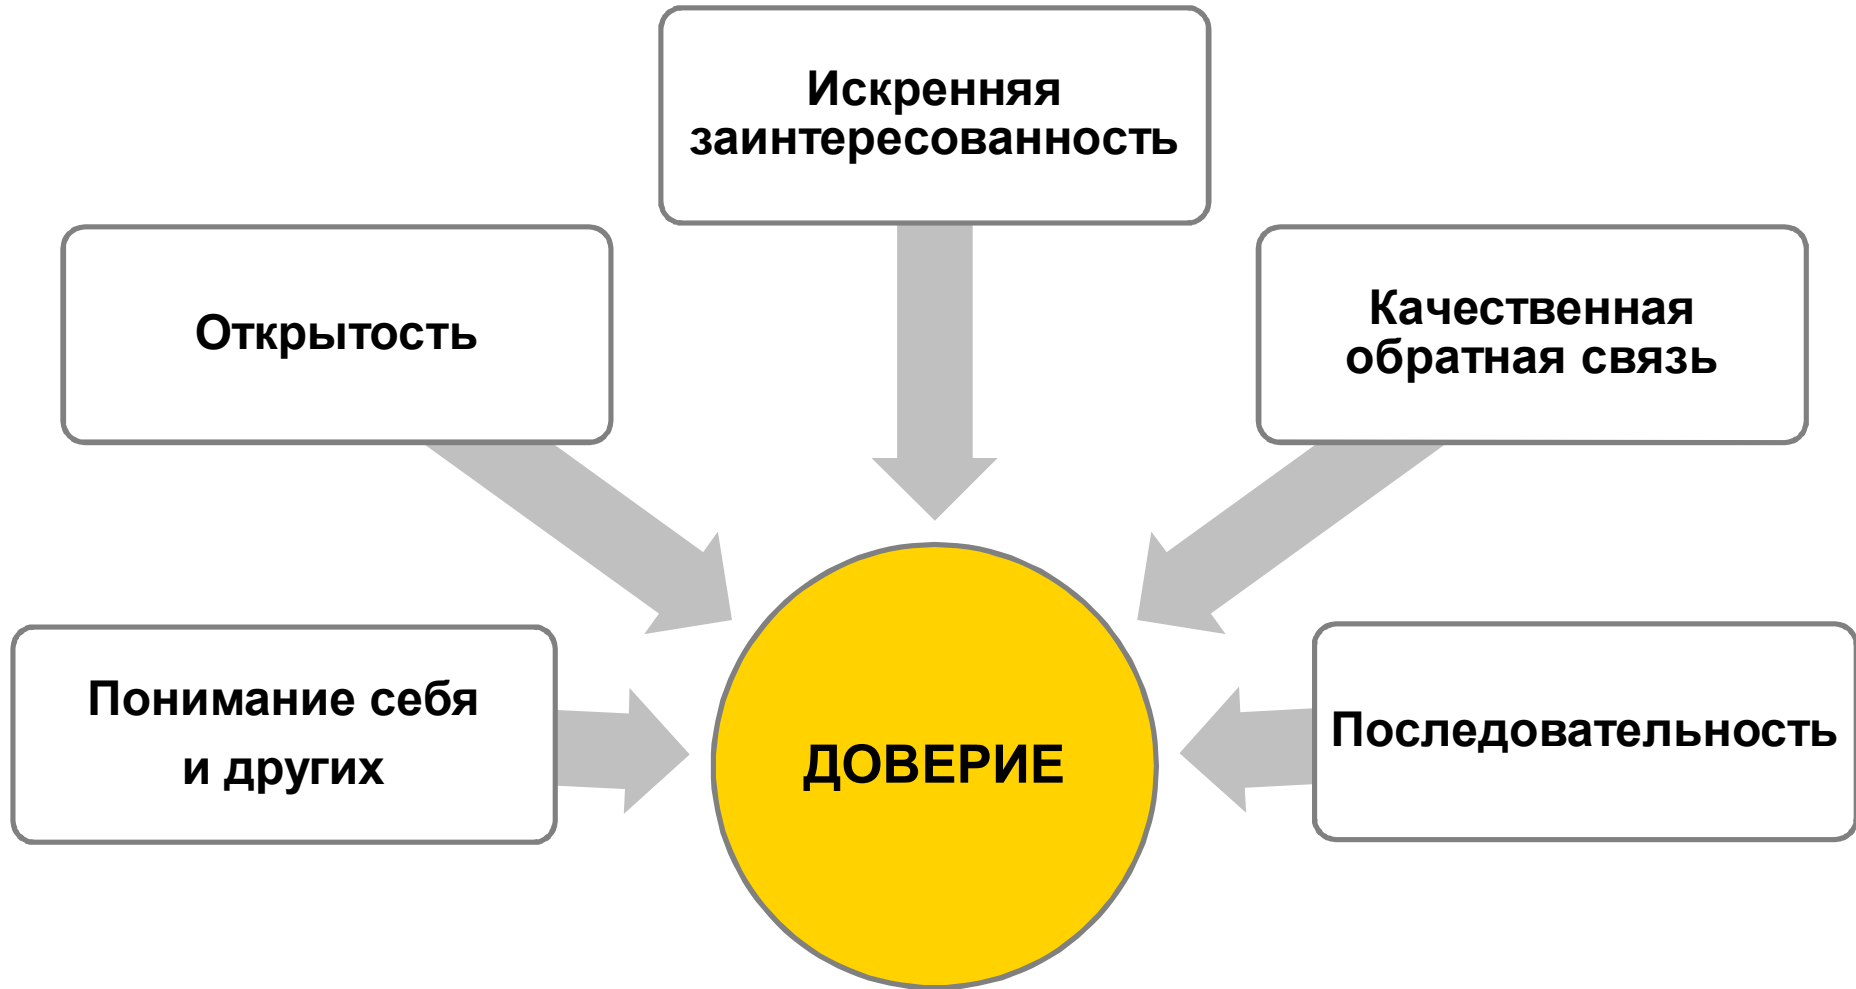 Искренняя
заинтересованность
Открытость
Качественная
обратная связь
Понимание себя
и других
ДОВЕРИЕ
Последовательность